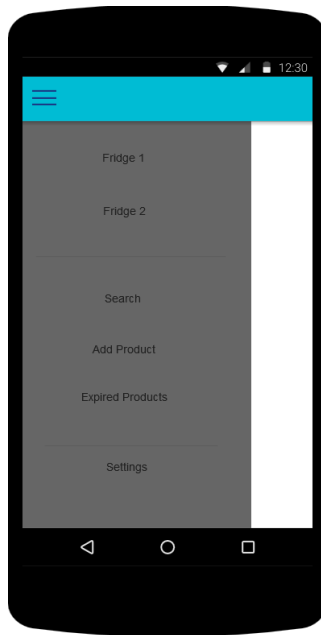 12:30
Fridge 1
Fridge 2
Search
Add Product
Expired Products
Settings